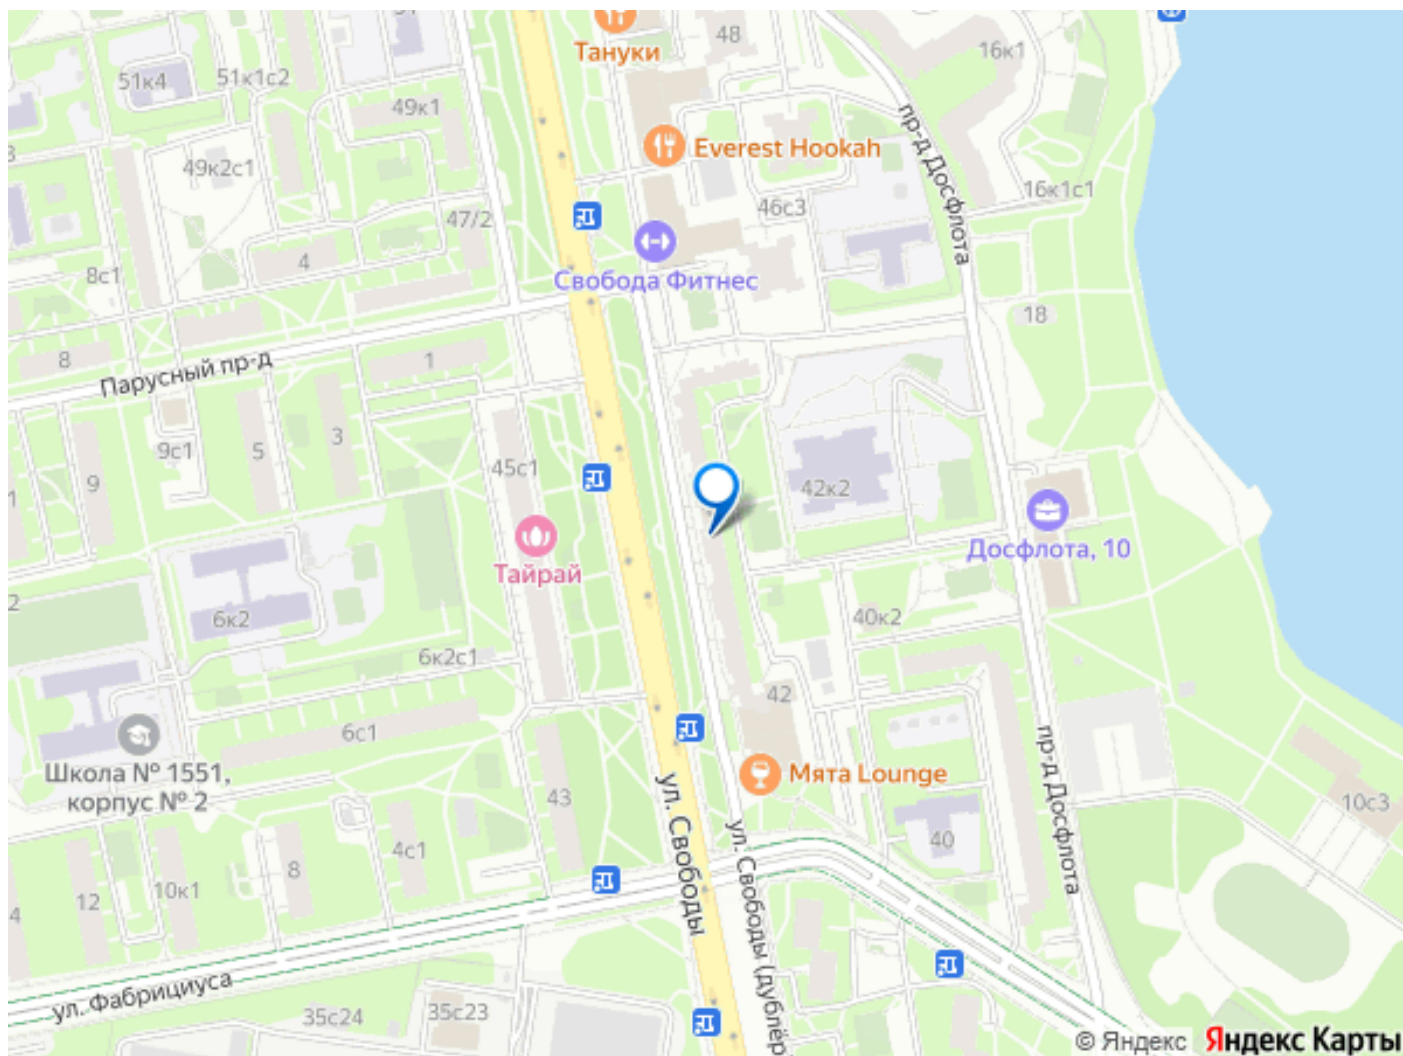 Тануки
48
16к1
51к4
51к1с2
49к1
Everest Hookah
пр-д Досфлота
49к2с1
16к1с1
46с3
47/2
4
8с1
Свобода Фитнес
18
8
Парусный пр-д
1
9с1
5
3
9
45с1
42к2
Досфлота, 10
Тайрай
2
6к2
40к2
6к2с1
42
6с1
Школа № 1551,
корпус № 2
Мята Lounge
43
ул. Свободы
пр-д Досфлота
10с3
40
4с1
8
10к1
12
4
ул. Свободы (дублёр
ул. Фабрициуса
35с24
35с23
© Яндекс
Яндекс Карты